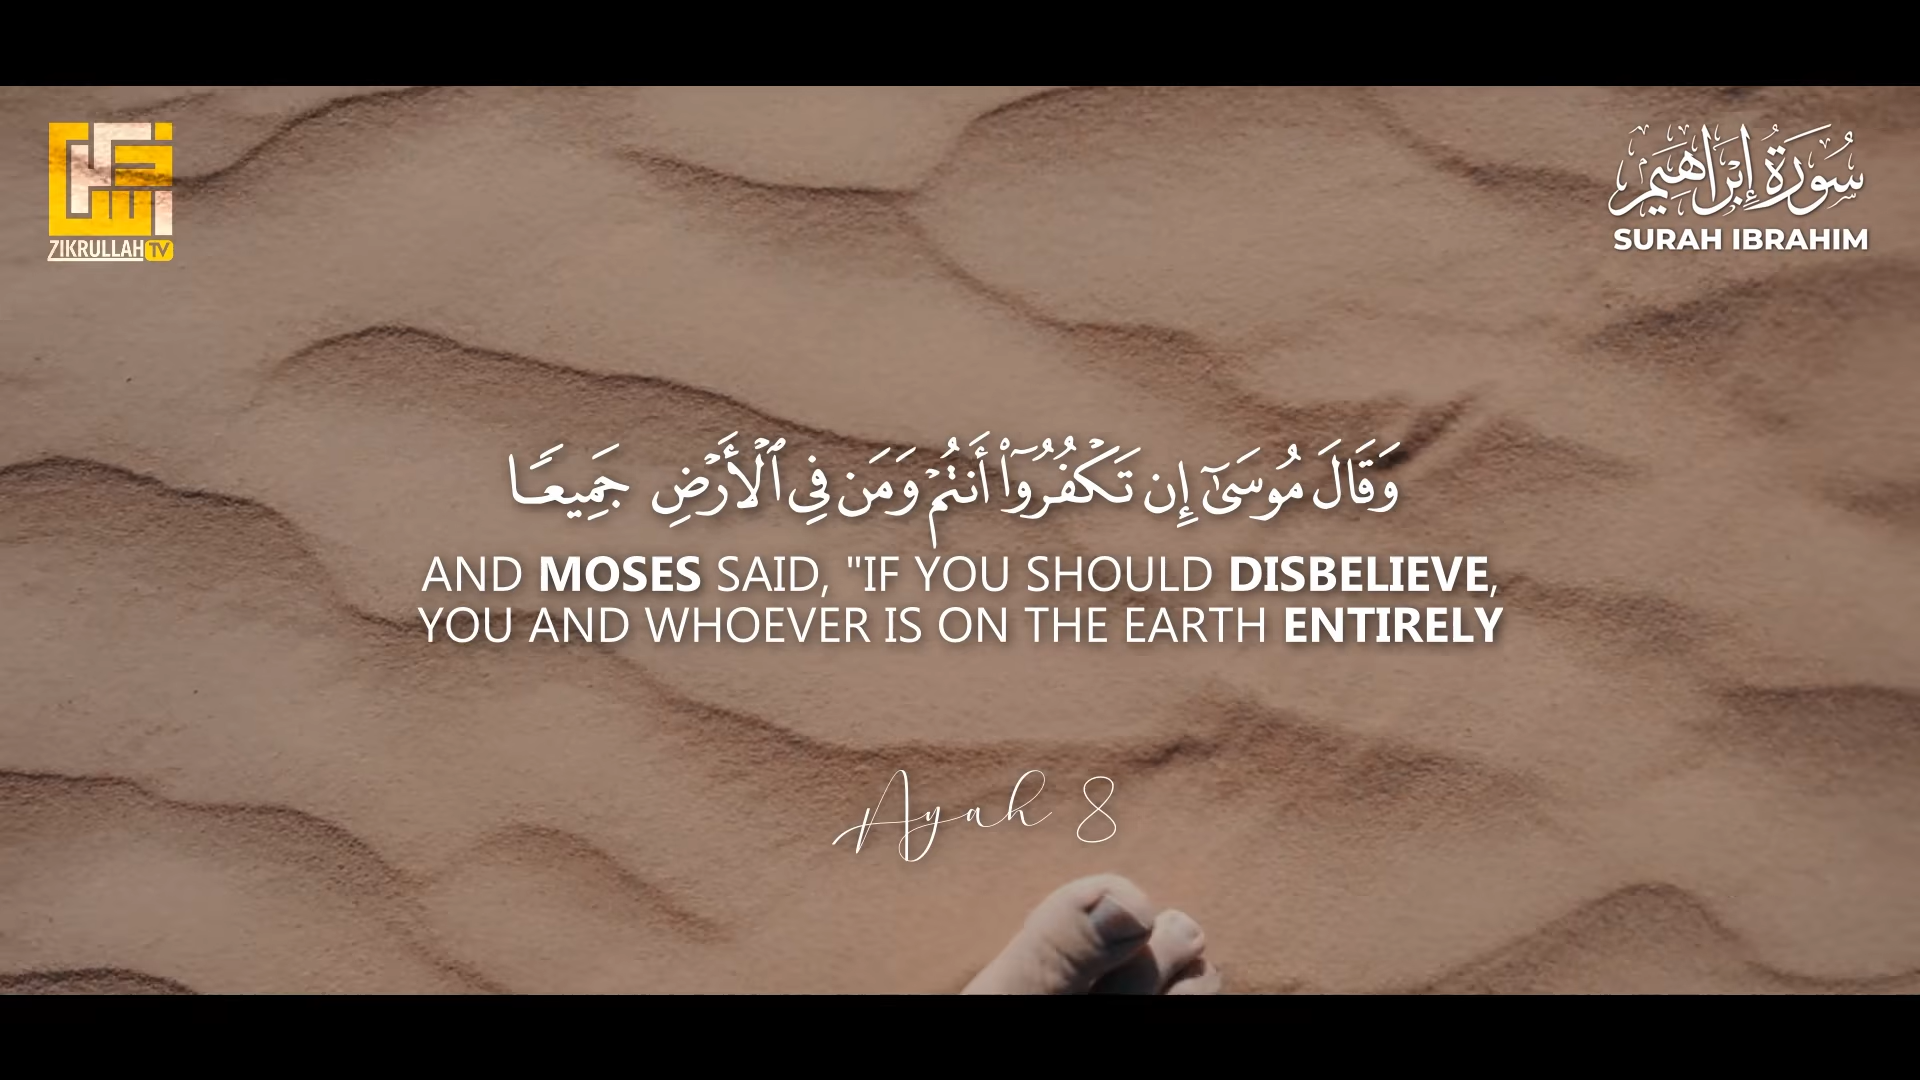 ZIKRULLAH TV
سُورَةُ إِبْرَاهِيم
SURAH IBRAHIM
وَقَالَ مُوسَىٰٓ إِن تَكْفُرُوٓا۟ أَنتُمْ وَمَن فِى ٱلْأَرْضِ جَمِيعًا
AND MOSES SAID, "IF YOU SHOULD DISBELIEVE,
YOU AND WHOEVER IS ON THE EARTH ENTIRELY
Ayah 8